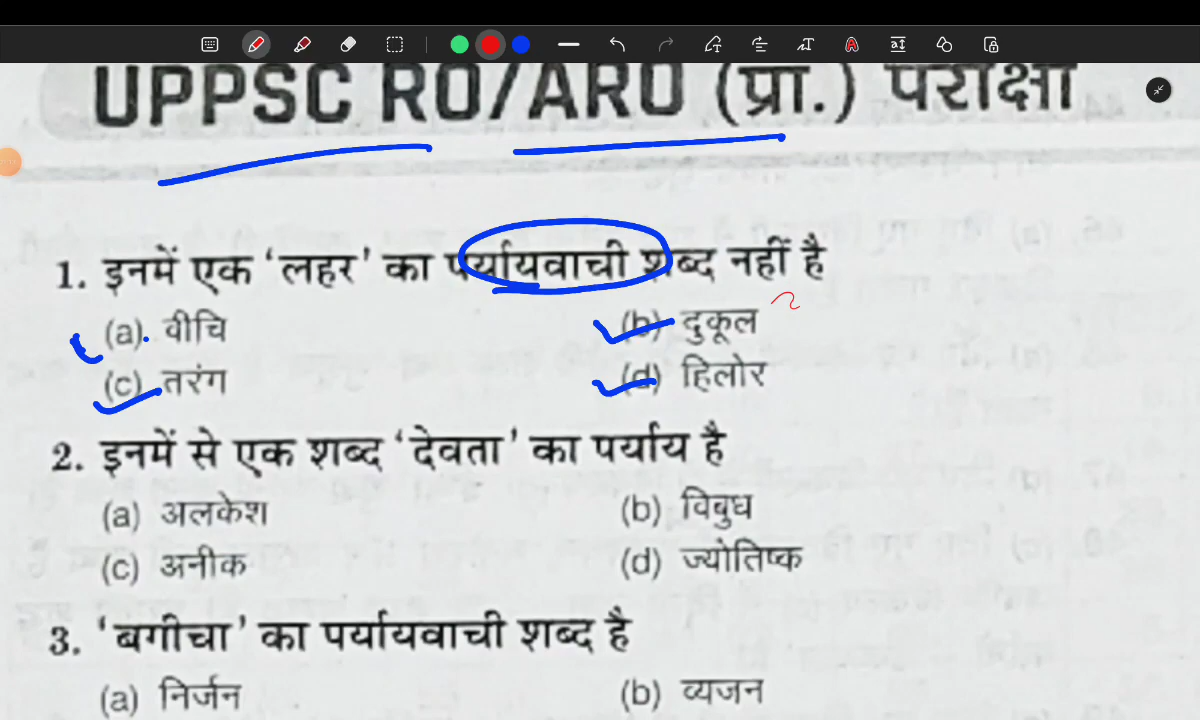 UPPSC RO/ARO (प्रा.) परीक्षा
1. इनमें एक ‘लहर’ का पर्यायवाची शब्द नहीं है
(a) वीचि (b) दुकूल
(c) तरंग (d) हिलोर
2. इनमें से एक शब्द ‘देवता’ का पर्याय है
(a) अलकेश (b) विबुध
(c) अनीक (d) ज्योतिष्क
3. ‘बगीचा’ का पर्यायवाची शब्द है
(a) निर्जन (b) व्यजन